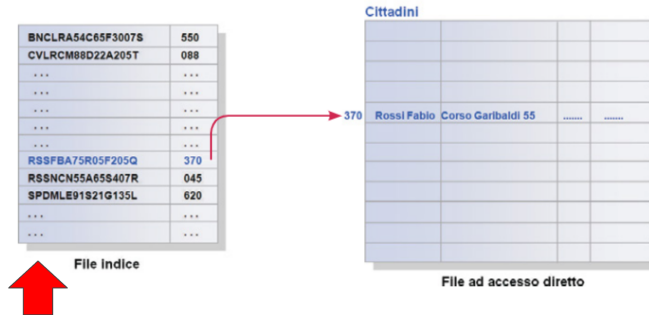 Cittadini
BNCLRA54C65F3007S 550
CVLRCM88D22A205T 088
... ...
... ...
... ...
... ...
... ...
RSSFBA75R05F205Q 370
RSSNCN55A65S407R 045
SPDMLE91S21G135L 620
... ...
... ...
File indice
370 Rossi Fabio Corso Garibaldi 55 ....... .......
File ad accesso diretto